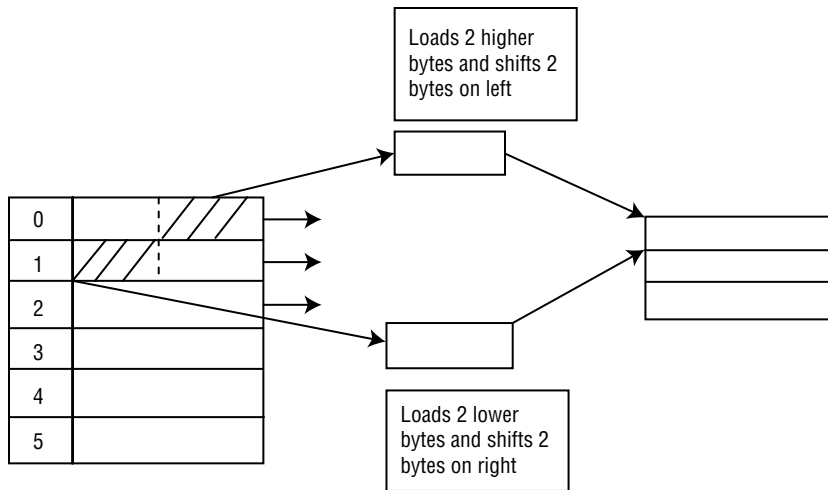 Loads 2 higher
bytes and shifts 2
bytes on left
0
1
2
3
4
5
Loads 2 lower
bytes and shifts 2
bytes on right